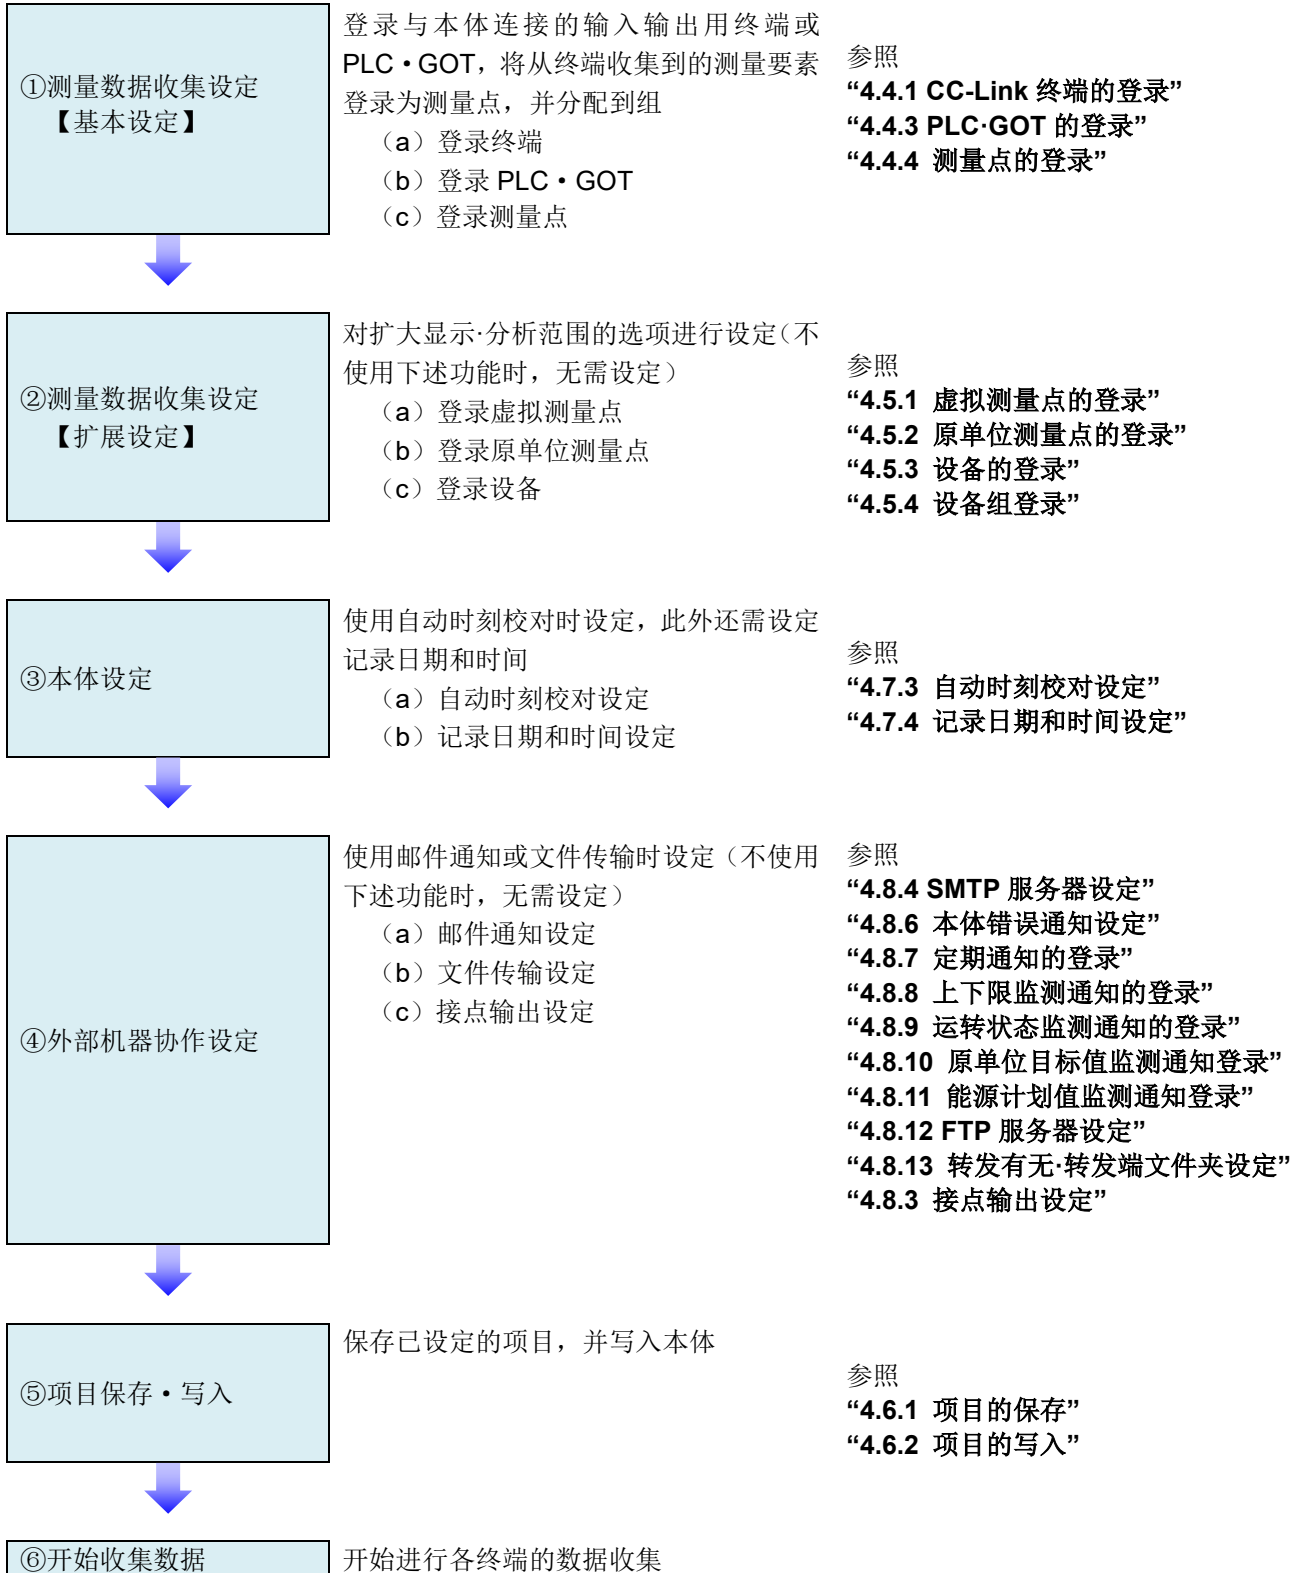 ①测量数据收集设定
【基本设定】
登录与本体连接的输入输出用终端或
PLC・GOT，将从终端收集到的测量要素
登录为测量点，并分配到组
（a）登录终端
（b）登录 PLC・GOT
（c）登录测量点
参照
“4.4.1 CC-Link 终端的登录”
“4.4.3 PLC·GOT 的登录”
“4.4.4 测量点的登录”
②测量数据收集设定
【扩展设定】
对扩大显示·分析范围的选项进行设定（不
使用下述功能时，无需设定）
（a）登录虚拟测量点
（b）登录原单位测量点
（c）登录设备
参照
“4.5.1 虚拟测量点的登录”
“4.5.2 原单位测量点的登录”
“4.5.3 设备的登录”
“4.5.4 设备组登录”
③本体设定
使用自动时刻校对时设定，此外还需设定
记录日期和时间
（a）自动时刻校对设定
（b）记录日期和时间设定
参照
“4.7.3 自动时刻校对设定”
“4.7.4 记录日期和时间设定”
④外部机器协作设定
使用邮件通知或文件传输时设定（不使用
下述功能时，无需设定）
（a）邮件通知设定
（b）文件传输设定
（c）接点输出设定
参照
“4.8.4 SMTP 服务器设定”
“4.8.6 本体错误通知设定”
“4.8.7 定期通知的登录”
“4.8.8 上下限监测通知的登录”
“4.8.9 运转状态监测通知的登录”
“4.8.10 原单位目标值监测通知登录”
“4.8.11 能源计划值监测通知登录”
“4.8.12 FTP 服务器设定”
“4.8.13 转发有无·转发端文件夹设定”
“4.8.3 接点输出设定”
⑤项目保存・写入
保存已设定的项目，并写入本体
参照
“4.6.1 项目的保存”
“4.6.2 项目的写入”
⑥开始收集数据
开始进行各终端的数据收集